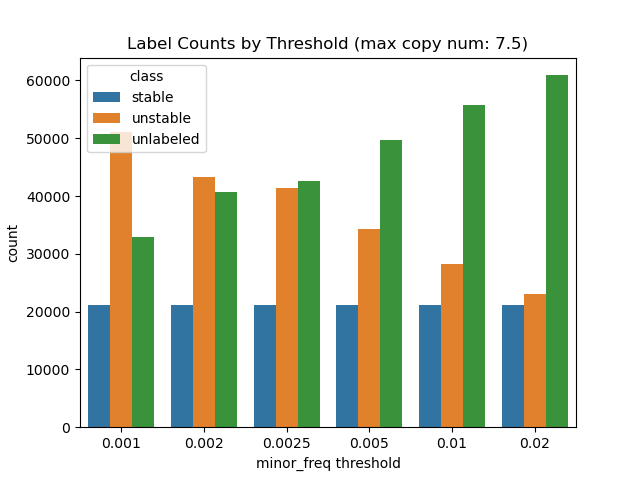 Label Counts by Threshold (max copy num: 7.5)
class
stable
unstable
unlabeled
count
60000
50000
40000
30000
20000
10000
0
0.001 0.002 0.0025 0.005 0.01 0.02
minor_freq threshold